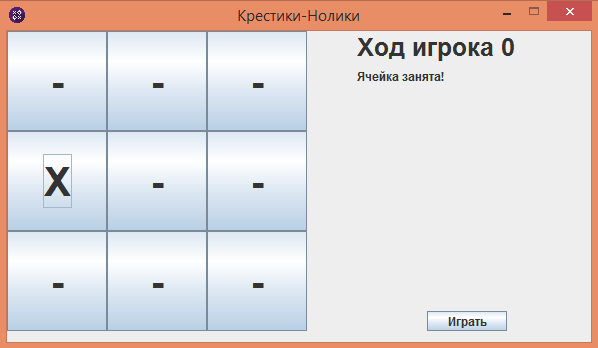 Крестики-Нолики
- - -
X - -
- - -
Ход игрока 0
Ячейка занята!
Играть